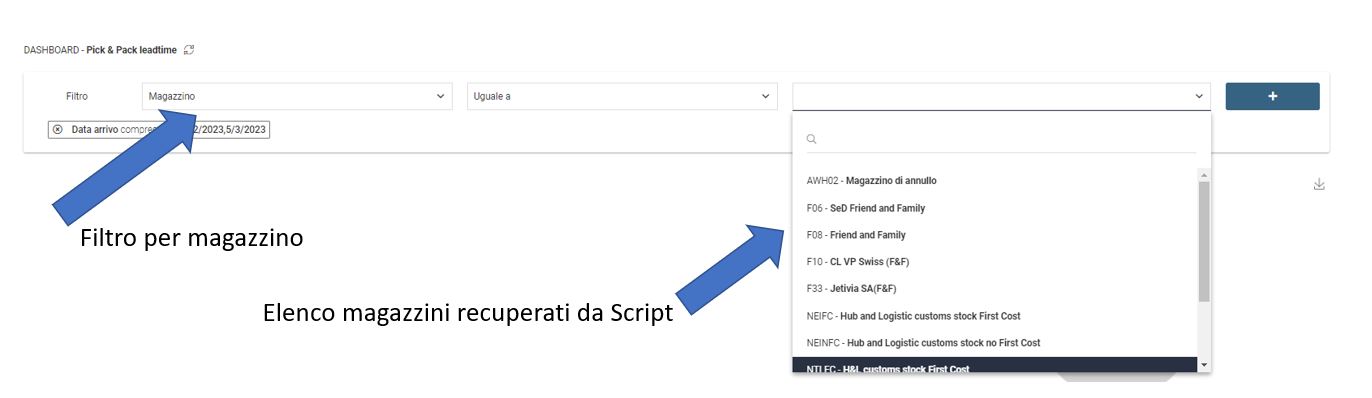 DASHBOARD - Pick & Pack leadtime
Filtro Magazzino Uguale a +
Data arrivo 2/2023,5/3/2023
AWH02 - Magazzino di annullo
F06 - SeD Friend and Family
F08 - Friend and Family
Filtro per magazzino
F10 - CL VP Swiss (F&F)
F33 - Jetivia SA(F&F)
Elenco magazzini recuperati da Script
NEIFC - Hub and Logistic customs stock First Cost
NEINFC - Hub and Logistic customs stock no First Cost
H&L customs stock First Cost